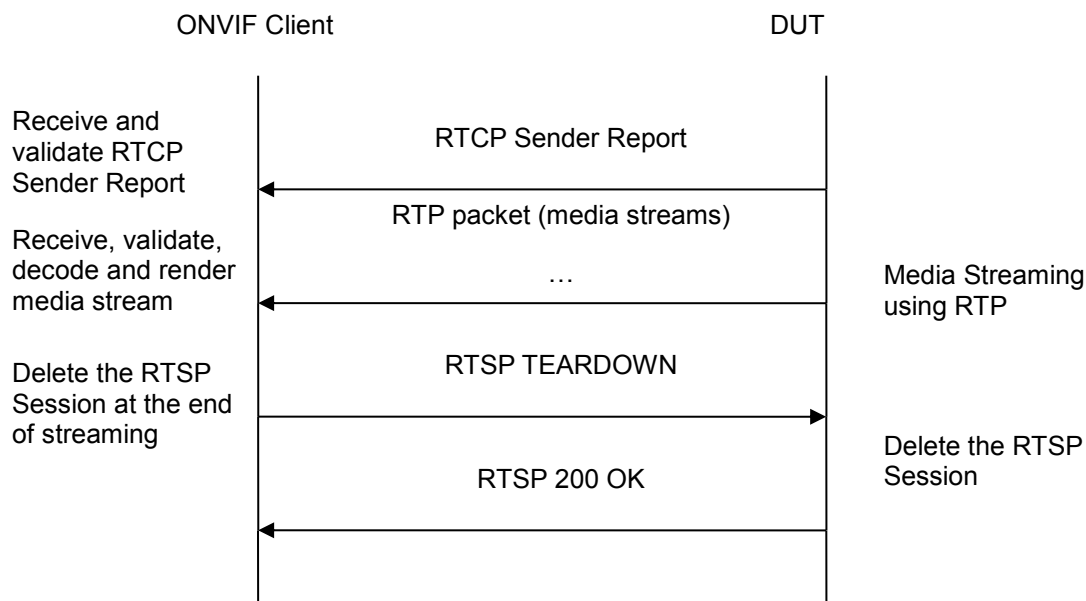 ONVIF Client
DUT
Receive and
validate RTCP
Sender Report
RTCP Sender Report
RTP packet (media streams)
Receive, validate,
decode and render
media stream
…
Media Streaming
using RTP
RTSP TEARDOWN
Delete the RTSP
Session at the end
of streaming
Delete the RTSP
Session
RTSP 200 OK